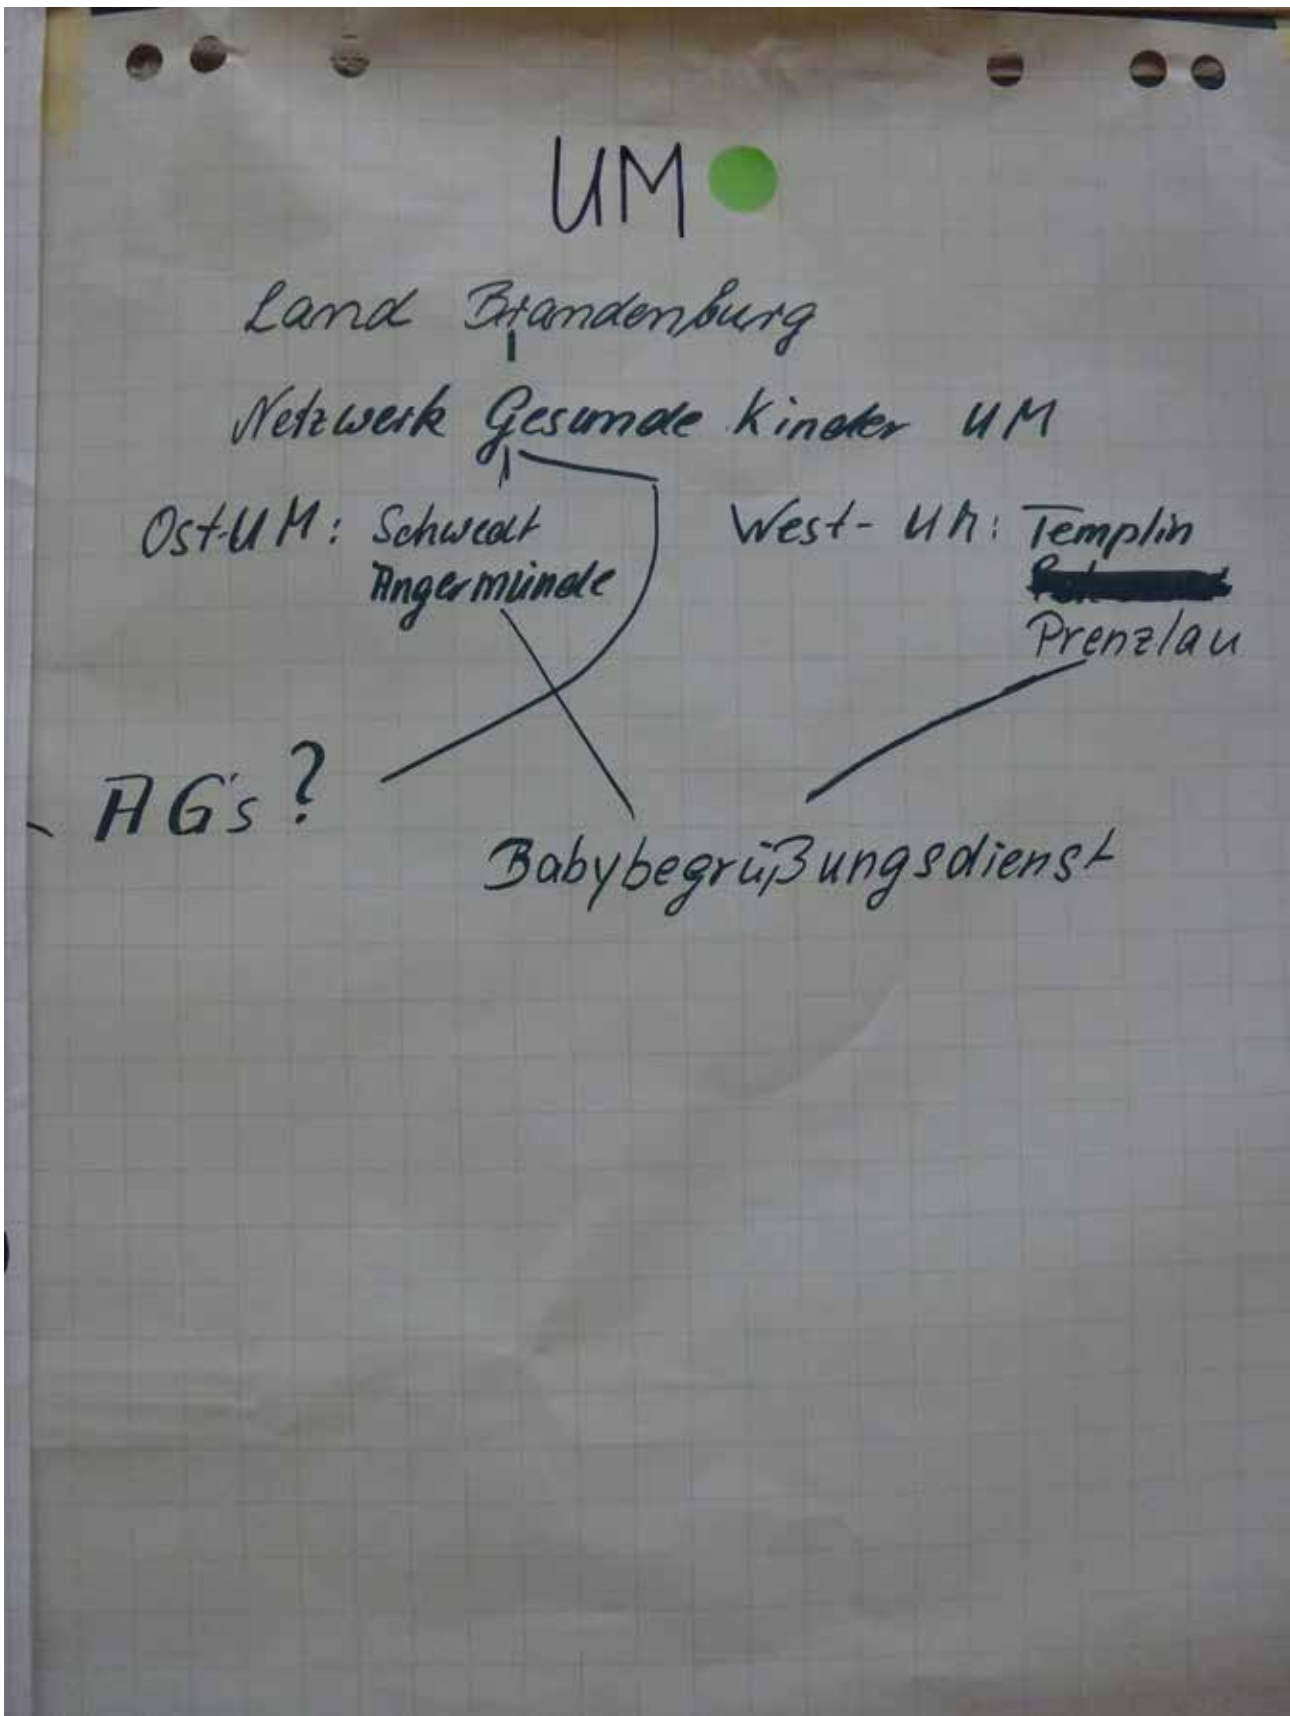 UM
Land Brandenburg
Netzwerk Gesunde Kinder UM
Ost-UM: Schwedt West-UM: Templin
Angermünde
Prenzlau
AG's?
Babybegrüßungsdienst